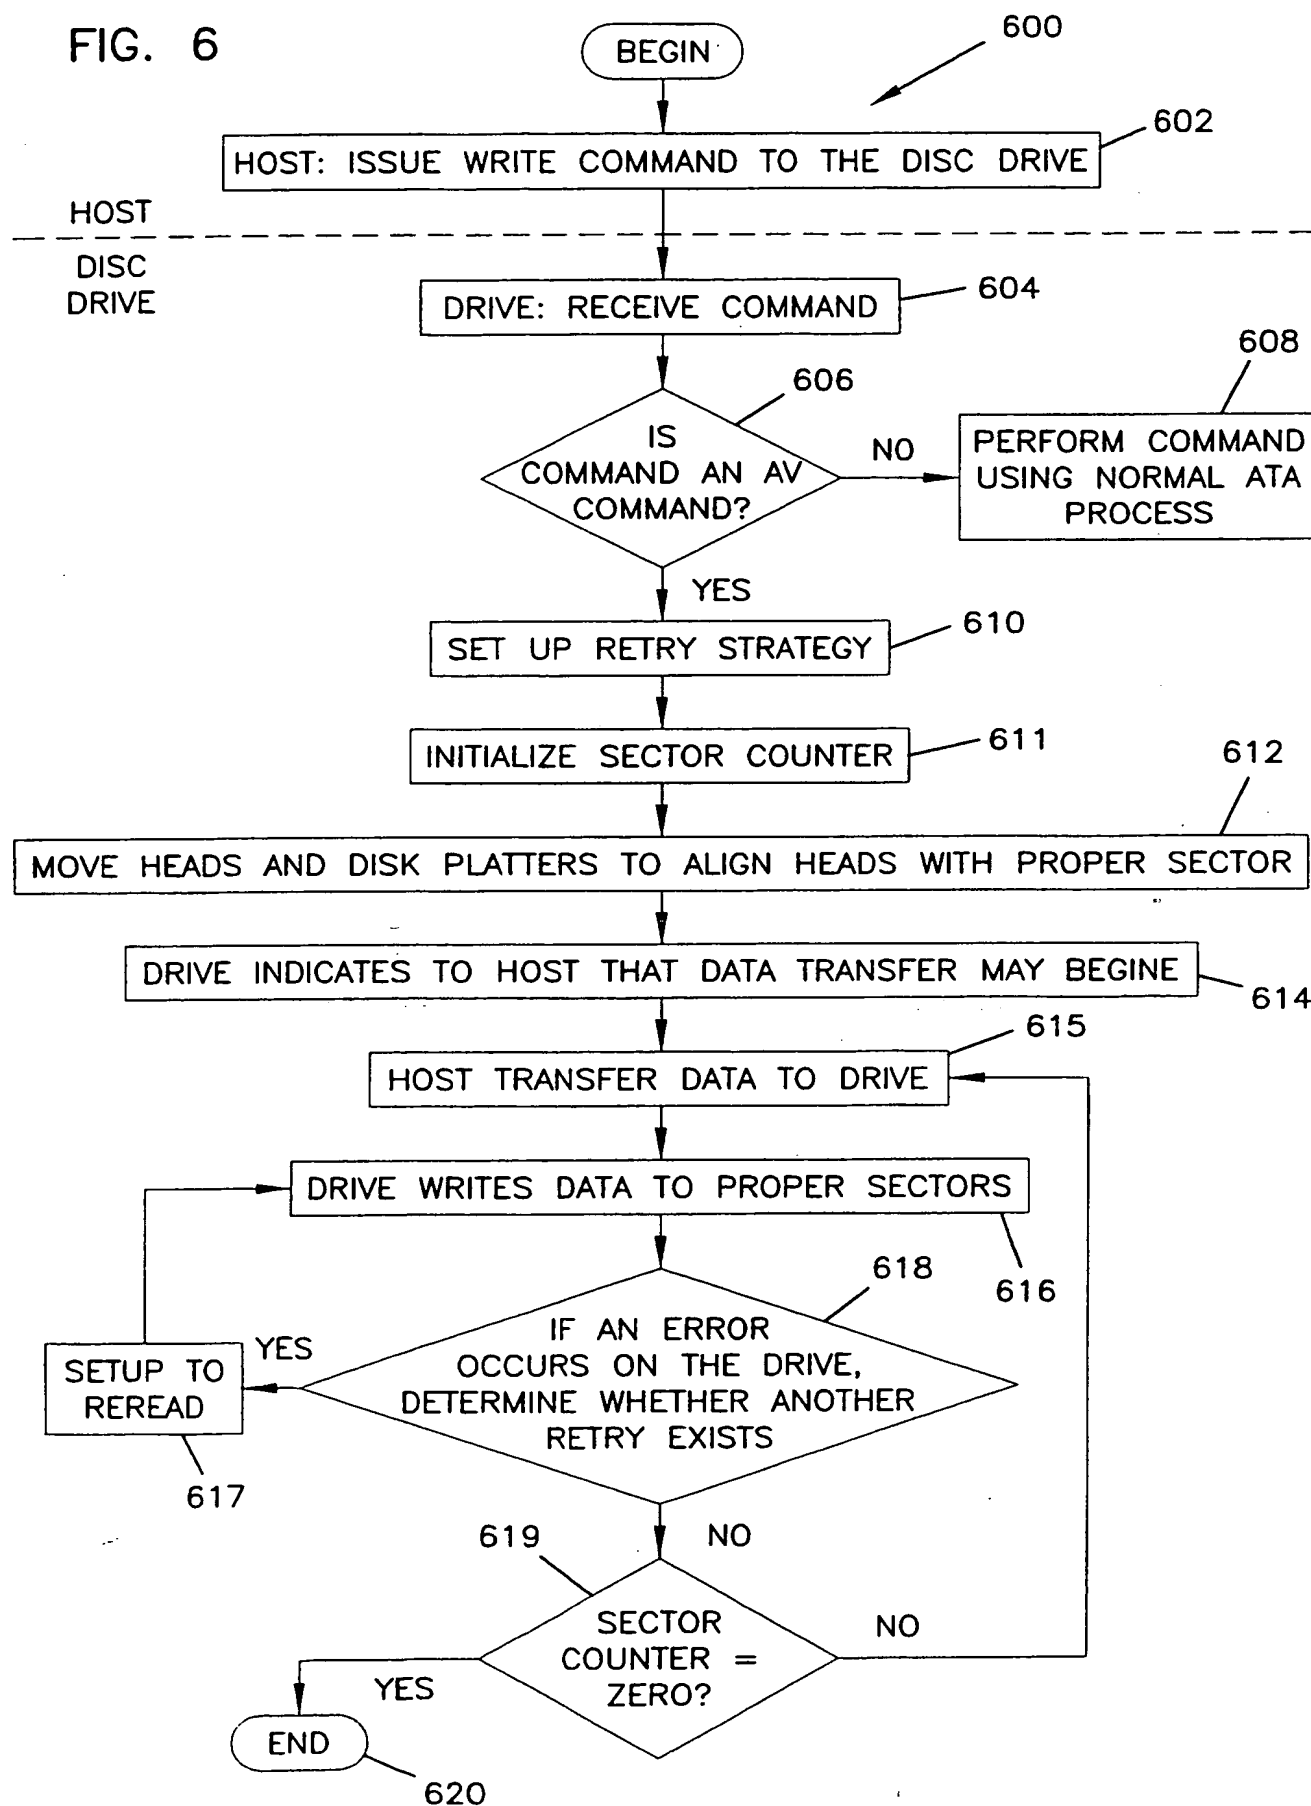 FIG. 6
BEGIN
600
602
HOST: ISSUE WRITE COMMAND TO THE DISC DRIVE
HOST
DISC
DRIVE
604
DRIVE: RECEIVE COMMAND
606
608
IS
COMMAND AN AV
COMMAND?
NO
PERFORM COMMAND
USING NORMAL ATA
PROCESS
YES
610
SET UP RETRY STRATEGY
611
INITIALIZE SECTOR COUNTER
612
MOVE HEADS AND DISK PLATTERS TO ALIGN HEADS WITH PROPER SECTOR
DRIVE INDICATES TO HOST THAT DATA TRANSFER MAY BEGINE
614
615
HOST TRANSFER DATA TO DRIVE
DRIVE WRITES DATA TO PROPER SECTORS
616
618
IF AN ERROR
OCCURS ON THE DRIVE,
DETERMINE WHETHER ANOTHER
RETRY EXISTS
YES
SETUP TO
REREAD
617
NO
619
SECTOR
COUNTER =
ZERO?
NO
YES
END
620